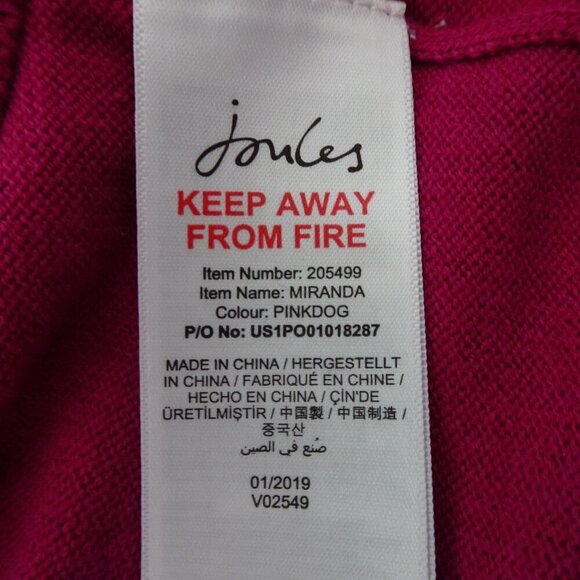 joules
KEEP AWAY
FROM FIRE
Item Number: 205499
Item Name: MIRANDA
Colour: PINKDOG
P/O No: US1PO01018287
MADE IN CHINA / HERGESTELLT
IN CHINA / FABRIQUÉ EN CHINE /
HECHO EN CHINA / ÇİN'DE
ÜRETİLMİŞTİR / 中国製 / 中国制造 /
중국산
صُنع في الصين
01/2019
V02549